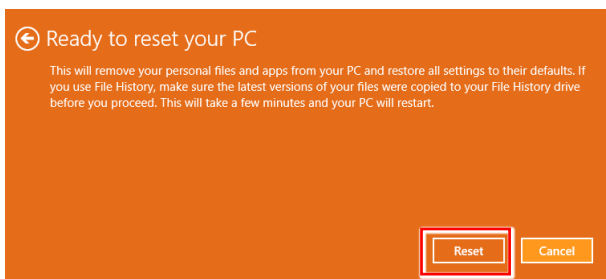 Ready to reset your PC
This will remove your personal files and apps from your PC and restore all settings to their defaults. If
you use File History, make sure the latest versions of your files were copied to your File History drive
before you proceed. This will take a few minutes and your PC will restart.
Reset
Cancel